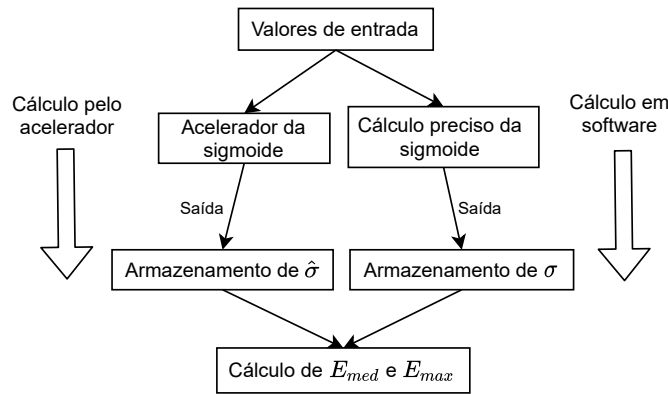 Valores de entrada
Cálculo pelo
acelerador
Cálculo em
software
Acelerador da
sigmoide
Cálculo preciso da
sigmoide
Saída
Saída
Armazenamento de σ̂
Armazenamento de σ
Cálculo de E_med e E_max